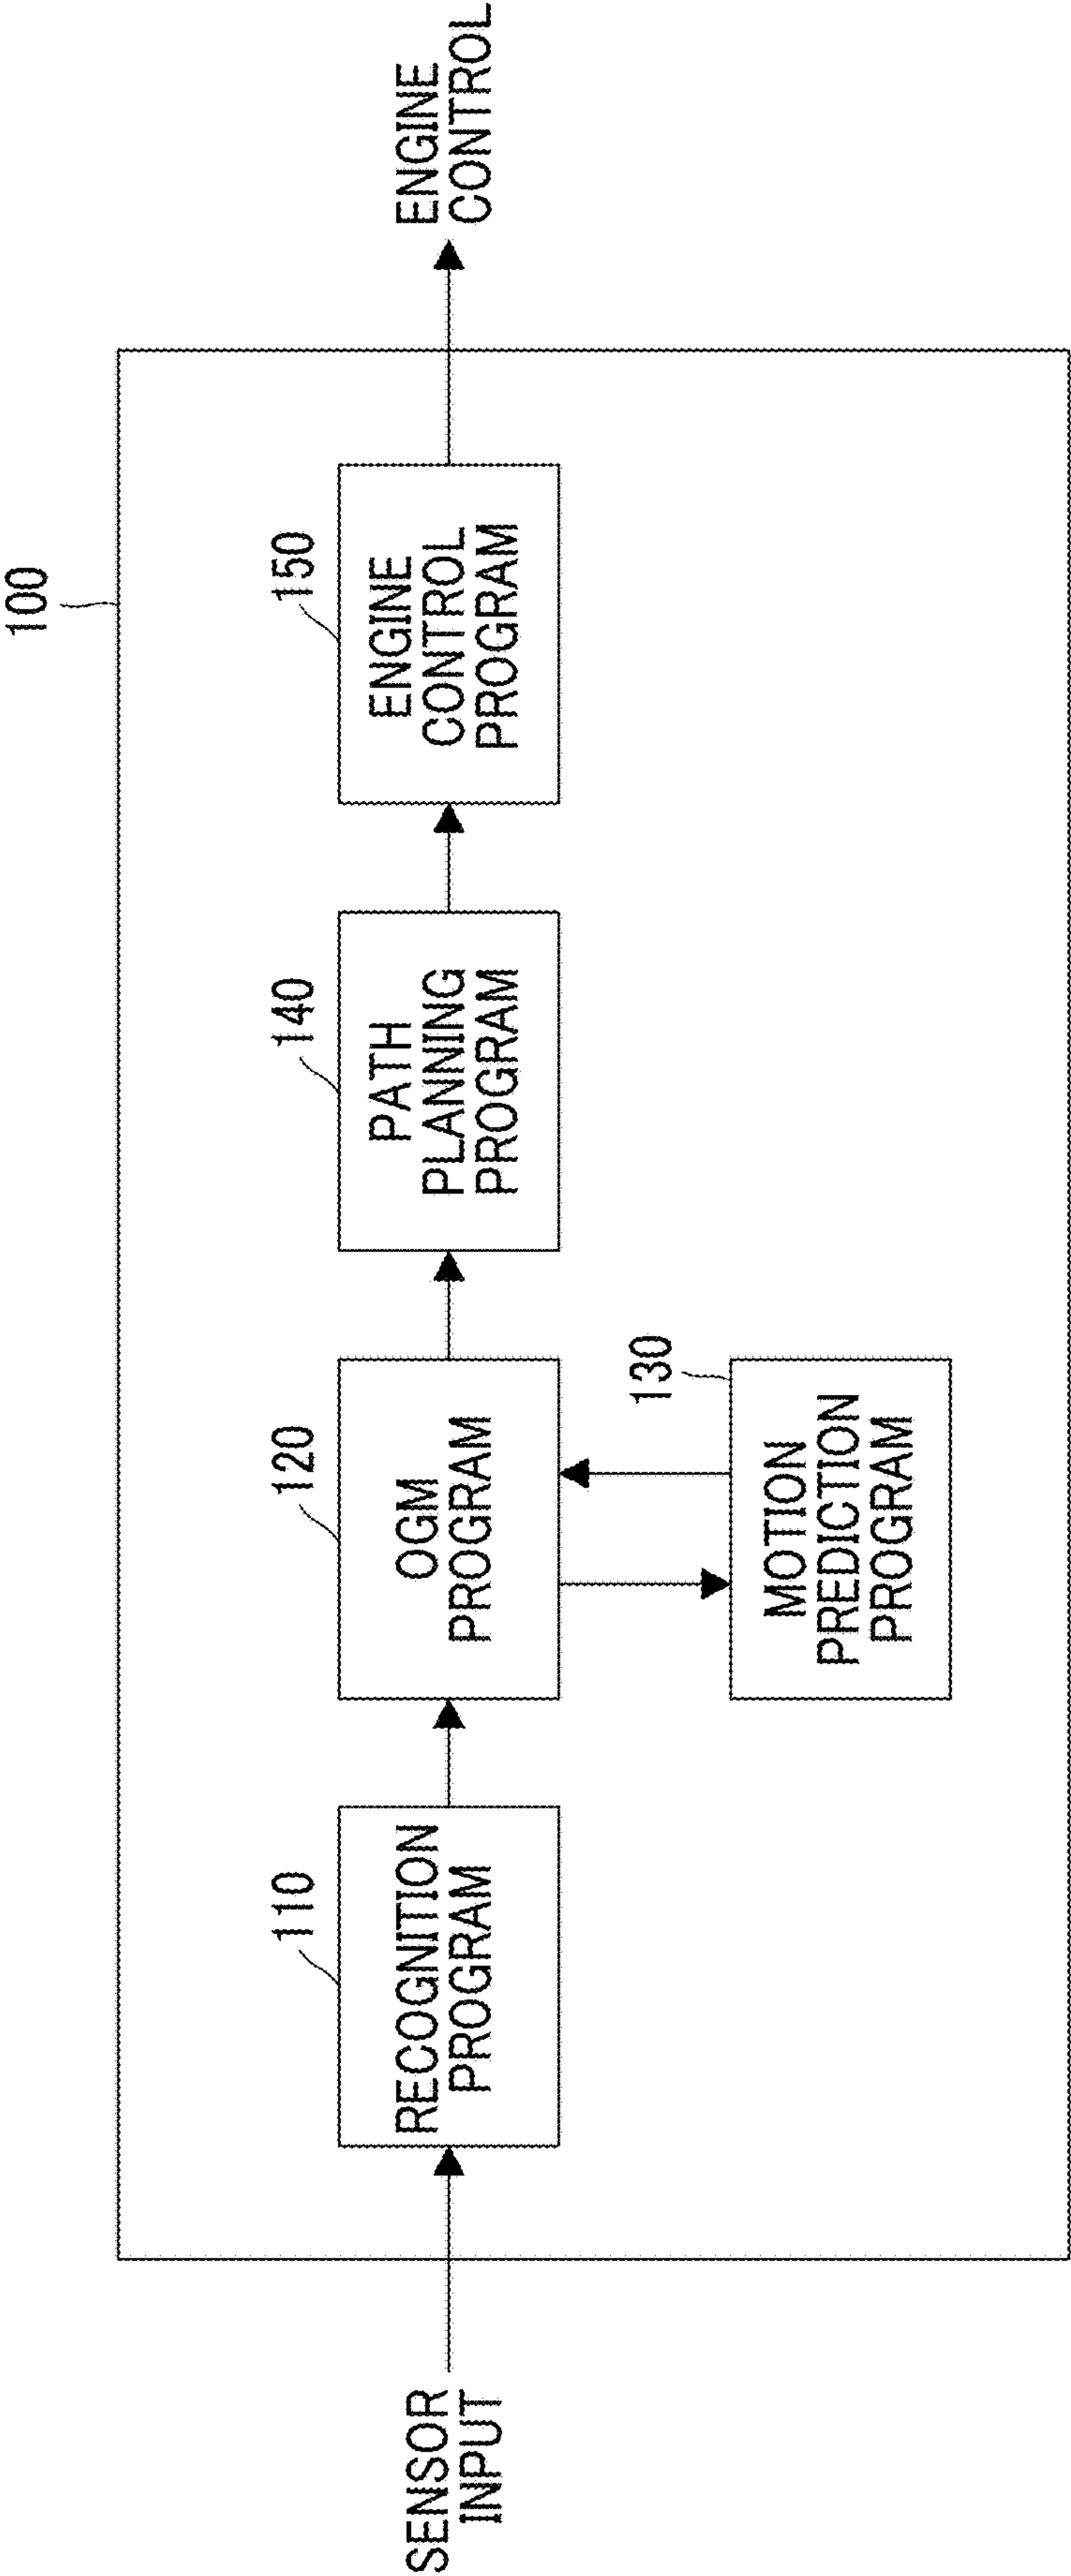 100
SENSOR
INPUT
110
RECOGNITION
PROGRAM
120
OGM
PROGRAM
130
MOTION
PREDICTION
PROGRAM
140
PATH
PLANNING
PROGRAM
150
ENGINE
CONTROL
PROGRAM
ENGINE
CONTROL